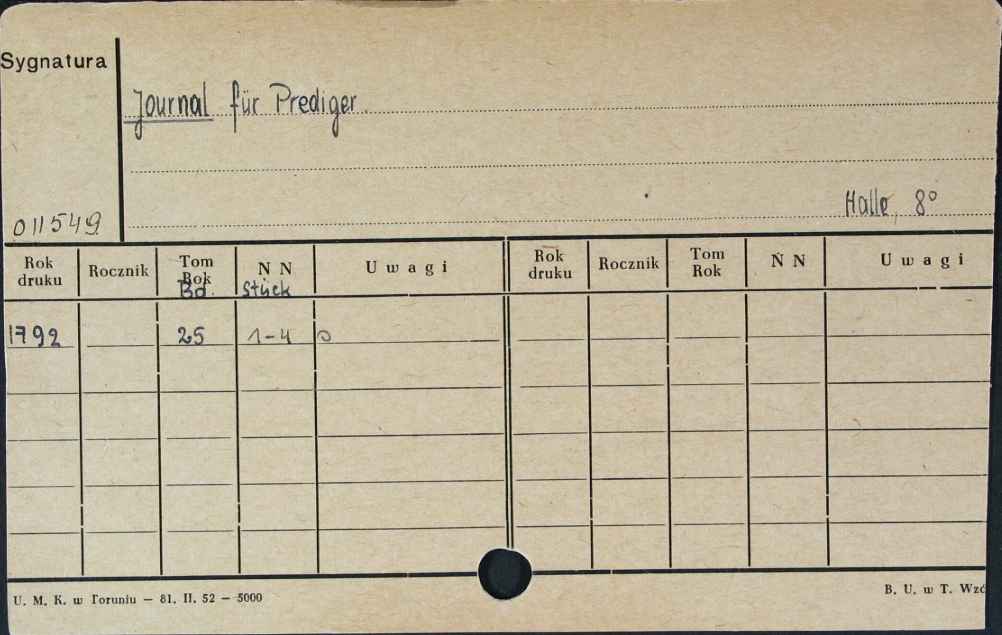 Sygnatura
Journal für Prediger.
Halle, 8°
011549
Rok druku Rocznik Tom Rok Bd. N N Stück Uwagi Rok druku Rocznik Tom Rok N N Uwagi
1792 25 1-4 o
U. M. K. w Toruniu — 81. II. 52 — 5000
B. U. w T. Wzó